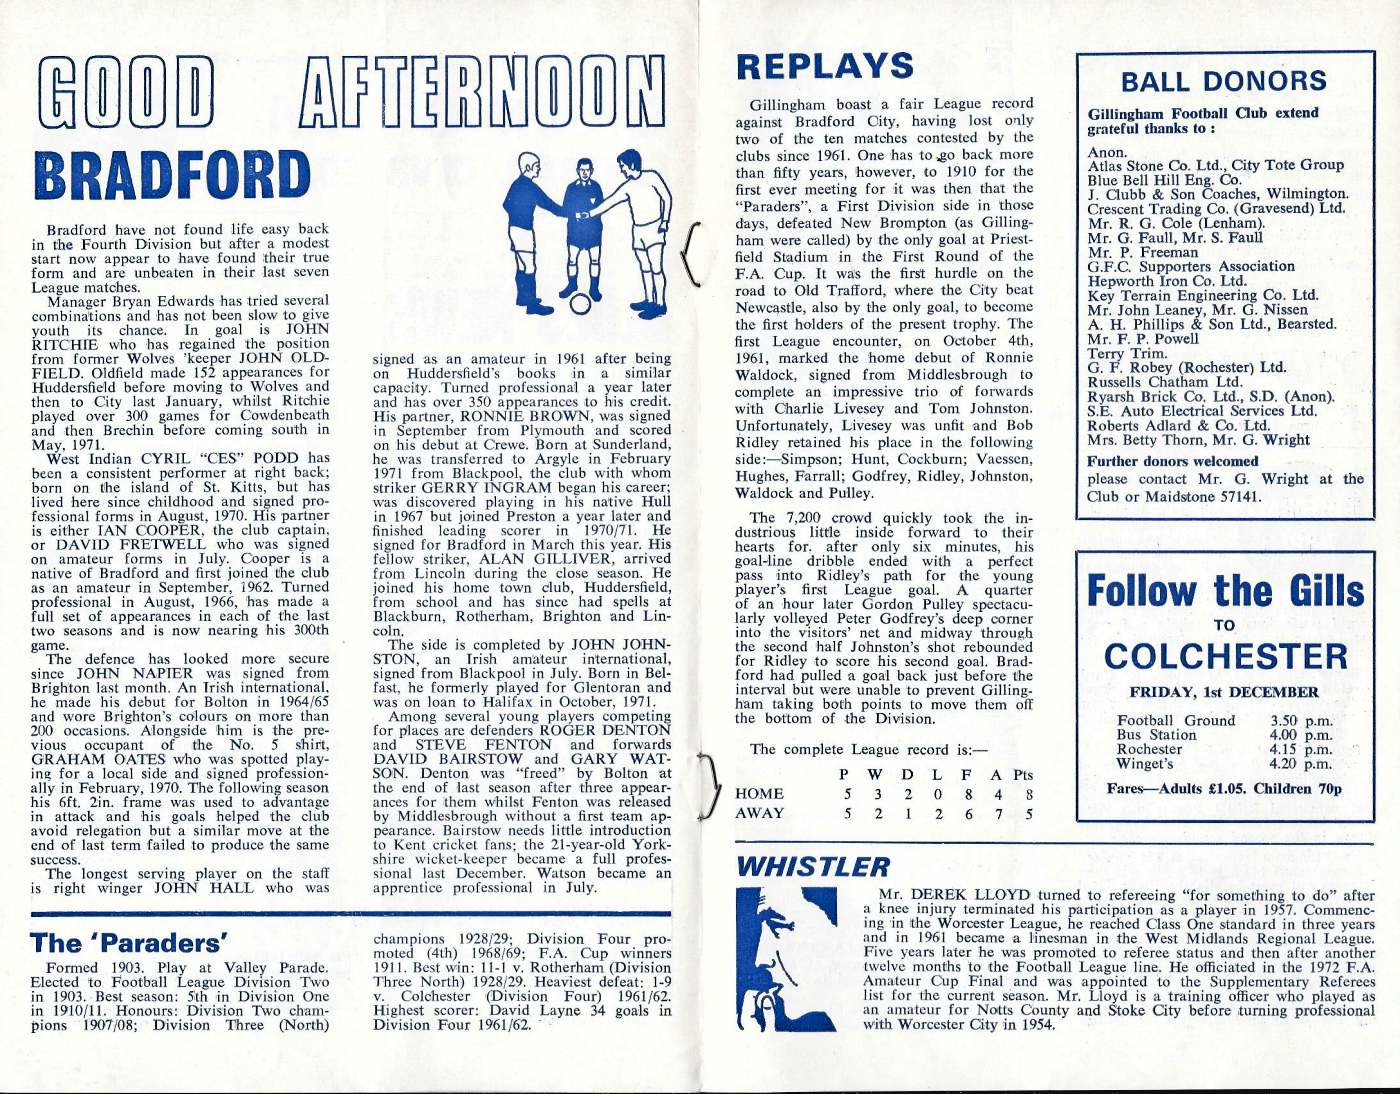 GOOD AFTERNOON
BRADFORD
Bradford have not found life easy back
in the Fourth Division but after a modest
start now appear to have found their true
form and are unbeaten in their last seven
League matches.
Manager Bryan Edwards has tried several
combinations and has not been slow to give
youth its chance. In goal is JOHN
RITCHIE who has regained the position
from former Wolves 'keeper JOHN OLD-
FIELD. Oldfield made 152 appearances for
Huddersfield before moving to Wolves and
then to City last January, whilst Ritchie
played over 300 games for Cowdenbeath
and then Brechin before coming south in
May, 1971.
West Indian CYRIL "CES" PODD has
been a consistent performer at right back;
born on the island of St. Kitts, but has
lived here since childhood and signed pro-
fessional forms in August, 1970. His partner
is either IAN COOPER, the club captain,
or DAVID FRETWELL who was signed
on amateur forms in July. Cooper is a
native of Bradford and first joined the club
as an amateur in September, 1962. Turned
professional in August, 1966, has made a
full set of appearances in each of the last
two seasons and is now nearing his 300th
game.
The defence has looked more secure
since JOHN NAPIER was signed from
Brighton last month. An Irish international,
he made his debut for Bolton in 1964/65
and wore Brighton's colours on more than
200 occasions. Alongside him is the pre-
vious occupant of the No. 5 shirt,
GRAHAM OATES who was spotted play-
ing for a local side and signed profession-
ally in February, 1970. The following season
his 6ft. 2in. frame was used to advantage
in attack and his goals helped the club
avoid relegation but a similar move at the
end of last term failed to produce the same
success.
The longest serving player on the staff
is right winger JOHN HALL who was
signed as an amateur in 1961 after being
on Huddersfield's books in a similar
capacity. Turned professional a year later
and has over 350 appearances to his credit.
His partner, RONNIE BROWN, was signed
in September from Plymouth and scored
on his debut at Crewe. Born at Sunderland,
he was transferred to Argyle in February
1971 from Blackpool, the club with whom
striker GERRY INGRAM began his career;
was discovered playing in his native Hull
in 1967 but joined Preston a year later and
finished leading scorer in 1970/71. He
signed for Bradford in March this year. His
fellow striker, ALAN GILLIVER, arrived
from Lincoln during the close season. He
joined his home town club, Huddersfield,
from school and has since had spells at
Blackburn, Rotherham, Brighton and Lin-
coln.
The side is completed by JOHN JOHN-
STON, an Irish amateur international,
signed from Blackpool in July. Born in Bel-
fast, he formerly played for Glentoran and
was on loan to Halifax in October, 1971.
Among several young players competing
for places are defenders ROGER DENTON
and STEVE FENTON and forwards
DAVID BAIRSTOW and GARY WAT-
SON. Denton was "freed" by Bolton at
the end of last season after three appear-
ances for them whilst Fenton was released
by Middlesbrough without a first team ap-
pearance. Bairstow needs little introduction
to Kent cricket fans; the 21-year-old York-
shire wicket-keeper became a full profes-
sional last December. Watson became an
apprentice professional in July.
The 'Paraders'
Formed 1903. Play at Valley Parade.
Elected to Football League Division Two
in 1903. Best season: 5th in Division One
in 1910/11. Honours: Division Two cham-
pions 1907/08; Division Three (North)
champions 1928/29; Division Four pro-
moted (4th) 1968/69; F.A. Cup winners
1911. Best win: 11-1 v. Rotherham (Division
Three North) 1928/29. Heaviest defeat: 1-9
v. Colchester (Division Four) 1961/62.
Highest scorer: David Layne 34 goals in
Division Four 1961/62.
REPLAYS
Gillingham boast a fair League record
against Bradford City, having lost only
two of the ten matches contested by the
clubs since 1961. One has to go back more
than fifty years, however, to 1910 for the
first ever meeting for it was then that the
"Paraders", a First Division side in those
days, defeated New Brompton (as Gilling-
ham were called) by the only goal at Priest-
field Stadium in the First Round of the
F.A. Cup. It was the first hurdle on the
road to Old Trafford, where the City beat
Newcastle, also by the only goal, to become
the first holders of the present trophy. The
first League encounter, on October 4th,
1961, marked the home debut of Ronnie
Waldock, signed from Middlesbrough to
complete an impressive trio of forwards
with Charlie Livesey and Tom Johnston.
Unfortunately, Livesey was unfit and Bob
Ridley retained his place in the following
side:—Simpson; Hunt, Cockburn; Vaessen,
Hughes, Farrall; Godfrey, Ridley, Johnston,
Waldock and Pulley.
The 7,200 crowd quickly took the in-
dustrious little inside forward to their
hearts for. after only six minutes, his
goal-line dribble ended with a perfect
pass into Ridley's path for the young
player's first League goal. A quarter
of an hour later Gordon Pulley spectacu-
larly volleyed Peter Godfrey's deep corner
into the visitors' net and midway through
the second half Johnston's shot rebounded
for Ridley to score his second goal. Brad-
ford had pulled a goal back just before the
interval but were unable to prevent Gilling-
ham taking both points to move them off
the bottom of the Division.
The complete League record is:—
P W D L F A Pts
HOME 5 3 2 0 8 4 8
AWAY 5 2 1 2 6 7 5
BALL DONORS
Gillingham Football Club extend
grateful thanks to :
Anon.
Atlas Stone Co. Ltd., City Tote Group
Blue Bell Hill Eng. Co.
J. Clubb & Son Coaches, Wilmington.
Crescent Trading Co. (Gravesend) Ltd.
Mr. R. G. Cole (Lenham).
Mr. G. Faull, Mr. S. Faull
Mr. P. Freeman
G.F.C. Supporters Association
Hepworth Iron Co. Ltd.
Key Terrain Engineering Co. Ltd.
Mr. John Leaney, Mr. G. Nissen
A. H. Phillips & Son Ltd., Bearsted.
Mr. F. P. Powell
Terry Trim.
G. F. Robey (Rochester) Ltd.
Russells Chatham Ltd.
Ryarsh Brick Co. Ltd., S.D. (Anon).
S.E. Auto Electrical Services Ltd.
Roberts Adlard & Co. Ltd.
Mrs. Betty Thorn, Mr. G. Wright
Further donors welcomed
please contact Mr. G. Wright at the
Club or Maidstone 57141.
Follow the Gills
TO
COLCHESTER
FRIDAY, 1st DECEMBER
Football Ground 3.50 p.m.
Bus Station 4.00 p.m.
Rochester 4.15 p.m.
Winget's 4.20 p.m.
Fares—Adults £1.05. Children 70p
WHISTLER
Mr. DEREK LLOYD turned to refereeing "for something to do" after
a knee injury terminated his participation as a player in 1957. Commenc-
ing in the Worcester League, he reached Class One standard in three years
and in 1961 became a linesman in the West Midlands Regional League.
Five years later he was promoted to referee status and then after another
twelve months to the Football League line. He officiated in the 1972 F.A.
Amateur Cup Final and was appointed to the Supplementary Referees
list for the current season. Mr. Lloyd is a training officer who played as
an amateur for Notts County and Stoke City before turning professional
with Worcester City in 1954.